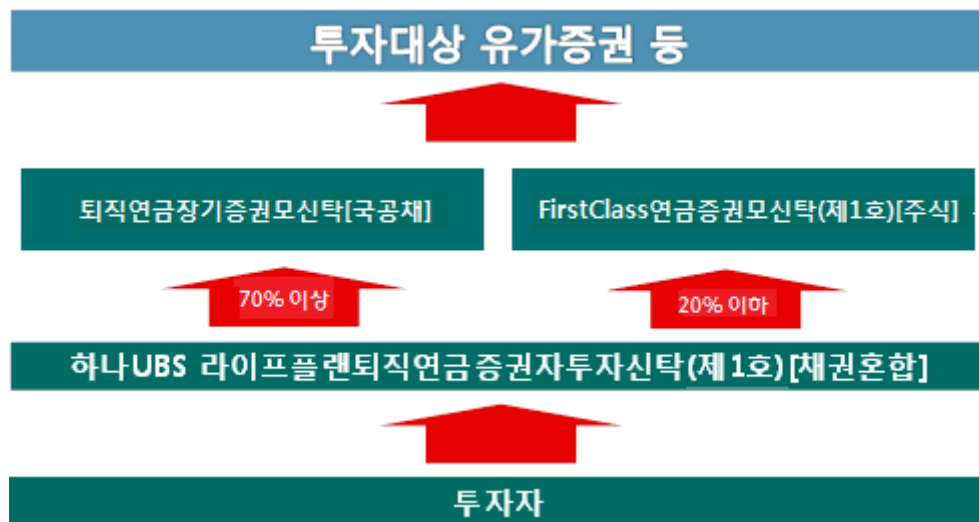 투자대상 유가증권 등
퇴직연금장기증권모신탁[국공채]
FirstClass연금증권모신탁(제1호)[주식]
70% 이상
20% 이하
하나UBS 라이프플랜퇴직연금증권자투자신탁(제1호)[채권혼합]
투자자